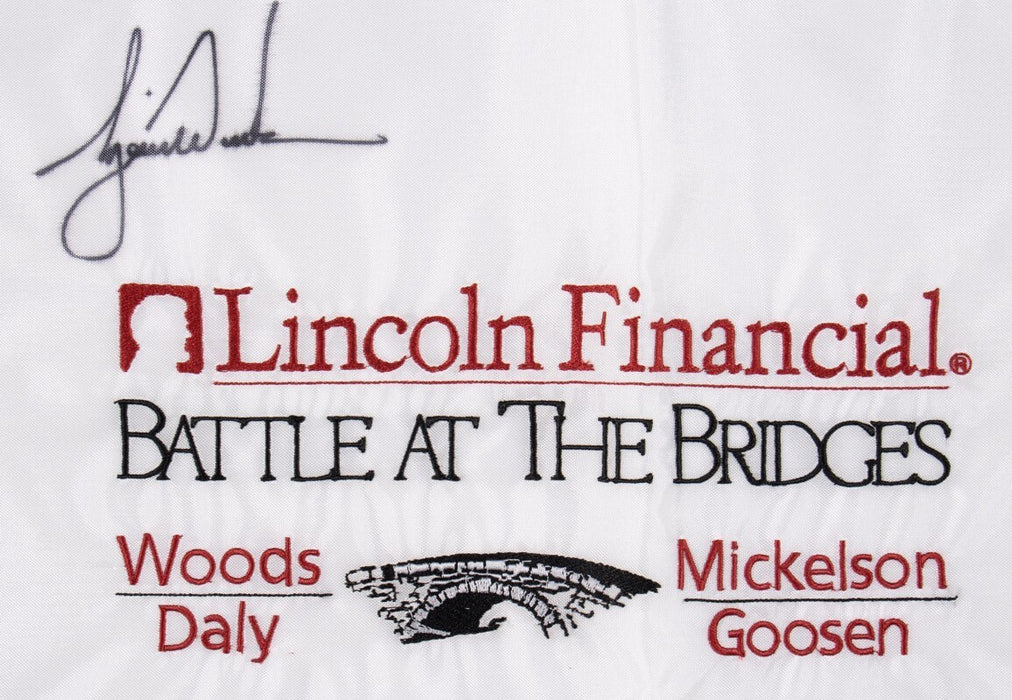 Lincoln Financial®
BATTLE AT THE BRIDGES
Woods
Daly
Mickelson
Goosen